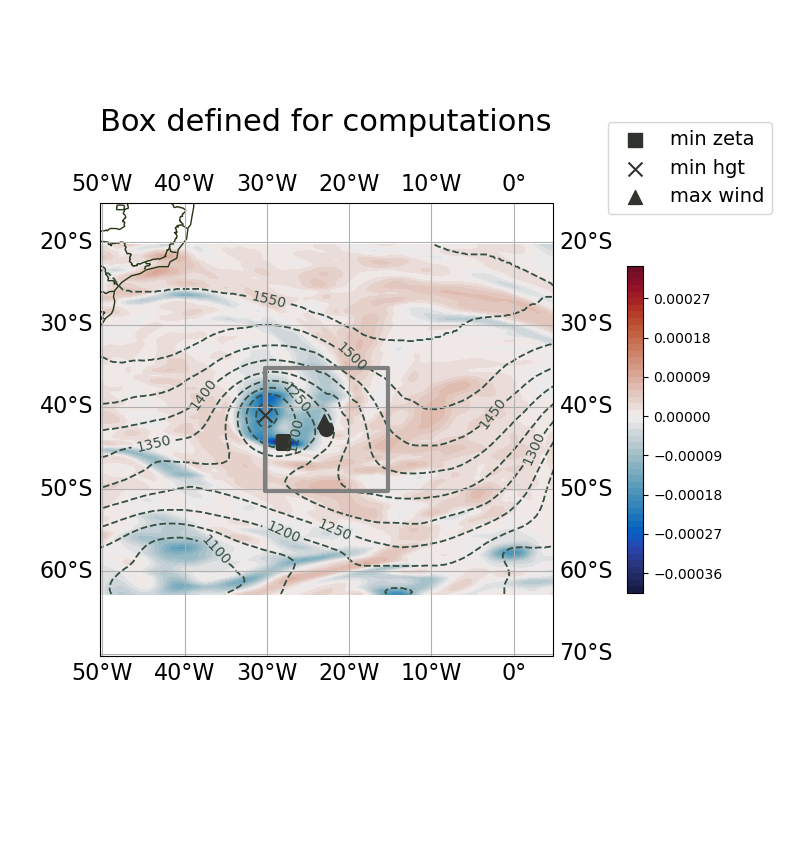 Box defined for computations
min zeta
min hgt
max wind
50°W 40°W 30°W 20°W 10°W 0°
20°S 20°S
30°S 30°S
40°S 40°S
50°S 50°S
60°S 60°S
70°S
50°W 40°W 30°W 20°W 10°W 0°
1550
1500
1400
1250
1450
1350
1300
1200
1250
1100
0.00027
0.00018
0.00009
0.00000
−0.00009
−0.00018
−0.00027
−0.00036